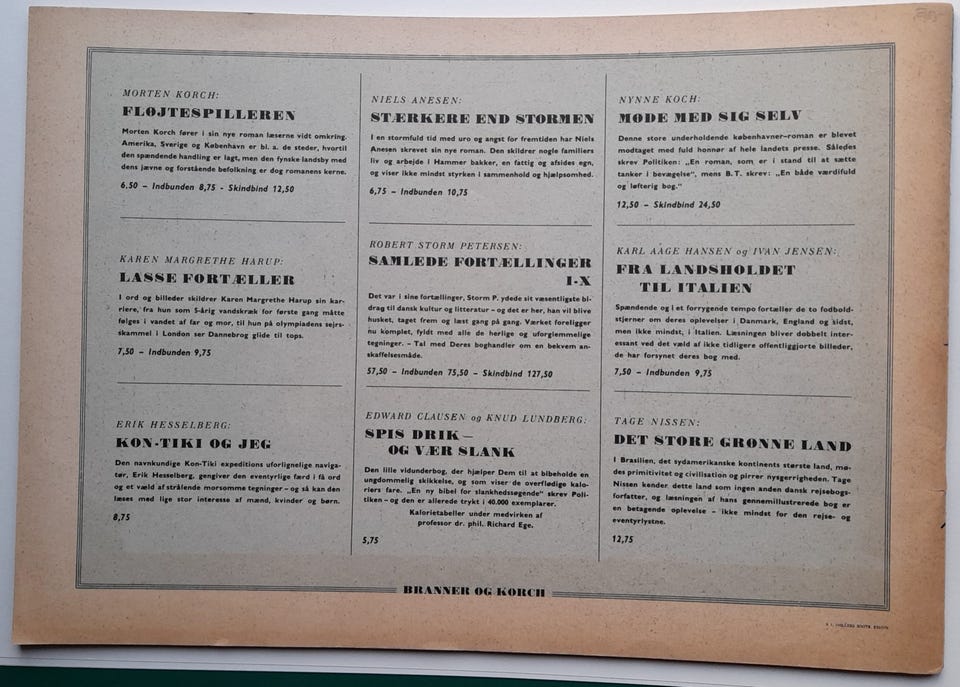 MORTEN KORCH:
FLØJTESPILLEREN
Morten Korch fører i sin nye roman læserne vidt omkring.
Amerika, Sverige og København er bl. a. de steder, hvortil
den spændende handling er lagt, men den fynske landsby med
dens jævne og forstående befolkning er dog romanens kerne.
6,50 – Indbunden 8,75 - Skindbind 12,50
KAREN MARGRETHE HARUP:
LASSE FORTÆLLER
I ord og billeder skildrer Karen Margrethe Harup sin kar-
riere, fra hun som 5-årig vandskræk for første gang måtte
følges i vandet af far og mor, til hun på olympiadens sejrs-
skammel i London ser Dannebrog glide til tops.
7,50 – Indbunden 9,75
ERIK HESSELBERG:
KON-TIKI OG JEG
Den navnkundige Kon-Tiki expeditions uforlignelige naviga-
tør, Erik Hesselberg, gengiver den eventyrlige færd i få ord
og et væld af strålende morsomme tegninger – og så kan den
læses med lige stor interesse af mænd, kvinder og børn.
8,75
NIELS ANESEN:
STÆRKERE END STORMEN
I en stormfuld tid med uro og angst for fremtiden har Niels
Anesen skrevet sin nye roman. Den skildrer nogle familiers
liv og arbejde i Hammer bakker, en fattig og afsides egn,
og viser ikke mindst styrken i sammenhold og hjælpsomhed.
6,75 – Indbunden 10,75
ROBERT STORM PETERSEN:
SAMLEDE FORTÆLLINGER
I-X
Det var i sine fortællinger, Storm P. ydede sit væsentligste bi-
drag til dansk kultur og litteratur – og det er her, han vil blive
husket, taget frem og læst gang på gang. Værket foreligger
nu komplet, fyldt med alle de herlige og uforglemmelige
tegninger. – Tal med Deres boghandler om en bekvem an-
skaffelsesmåde.
57,50 – Indbunden 75,50 – Skindbind 127,50
EDWARD CLAUSEN og KNUD LUNDBERG:
SPIS DRIK –
OG VÆR SLANK
Den lille vidunderbog, der hjælper Dem til at bibeholde en
ungdommelig skikkelse, og som viser de overflødige kalo-
riers fare. „En ny bibel for slankhedssøgende" skrev Poli-
tiken – og den er allerede trykt i 40.000 exemplarer.
Kalorietabeller under medvirken af
professor dr. phil. Richard Ege.
5,75
NYNNE KOCH:
MØDE MED SIG SELV
Denne store underholdende københavner-roman er blevet
modtaget med fuld honnør af hele landets presse. Således
skrev Politiken: „En roman, som er i stand til at sætte
tanker i bevægelse", mens B. T. skrev: „En både værdifuld
og løfterig bog."
12,50 – Skindbind 24,50
KARL AAGE HANSEN og IVAN JENSEN:
FRA LANDSHOLDET
TIL ITALIEN
Spændende og i et forrygende tempo fortæller de to fodbold-
stjerner om deres oplevelser i Danmark, England og sidst,
men ikke mindst, i Italien. Læsningen bliver dobbelt inter-
essant ved det væld af ikke tidligere offentliggjorte billeder,
de har forsynet deres bog med.
7,50 – Indbunden 9,75
TAGE NISSEN:
DET STORE GRØNNE LAND
I Brasilien, det sydamerikanske kontinents største land, mø-
des primitivitet og civilisation og pirrer nysgerrigheden. Tage
Nissen kender dette land som ingen anden dansk rejsebogs-
forfatter, og læsningen af hans gennemillustrerede bog er
en betagende oplevelse – ikke mindst for den rejse- og
eventyrlystne.
12,75
BRANNER OG KORCH